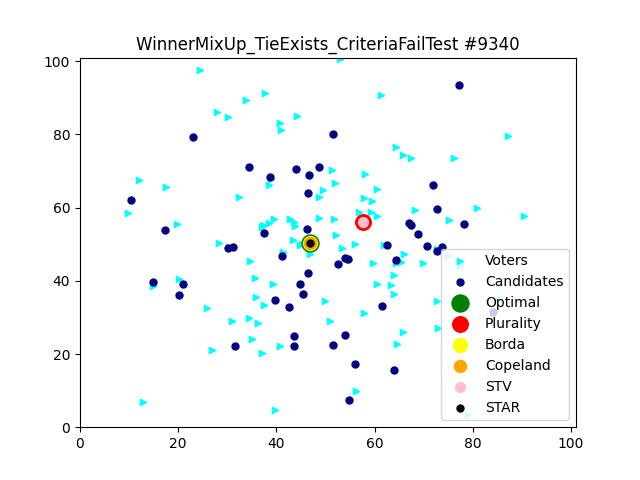 WinnerMixUp_TieExists_CriteriaFailTest #9340
100
80
60
40
20
0
0 20 40 60 80 100
Voters
Candidates
Optimal
Plurality
Borda
Copeland
STV
STAR